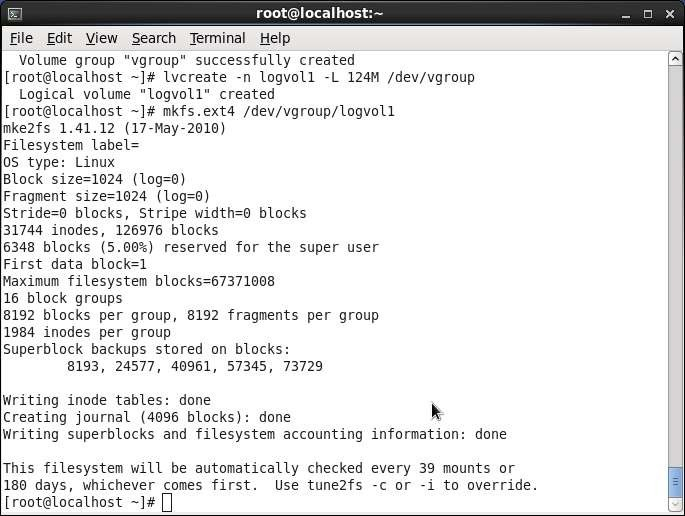 root@localhost:~
File Edit View Search Terminal Help
Volume group "vgroup" successfully created
[root@localhost ~]# lvcreate -n logvol1 -L 124M /dev/vgroup
Logical volume "logvol1" created
[root@localhost ~]# mkfs.ext4 /dev/vgroup/logvol1
mke2fs 1.41.12 (17-May-2010)
Filesystem label=
OS type: Linux
Block size=1024 (log=0)
Fragment size=1024 (log=0)
Stride=0 blocks, Stripe width=0 blocks
31744 inodes, 126976 blocks
6348 blocks (5.00%) reserved for the super user
First data block=1
Maximum filesystem blocks=67371008
16 block groups
8192 blocks per group, 8192 fragments per group
1984 inodes per group
Superblock backups stored on blocks:
8193, 24577, 40961, 57345, 73729
Writing inode tables: done
Creating journal (4096 blocks): done
Writing superblocks and filesystem accounting information: done
This filesystem will be automatically checked every 39 mounts or
180 days, whichever comes first.  Use tune2fs -c or -i to override.
[root@localhost ~]#